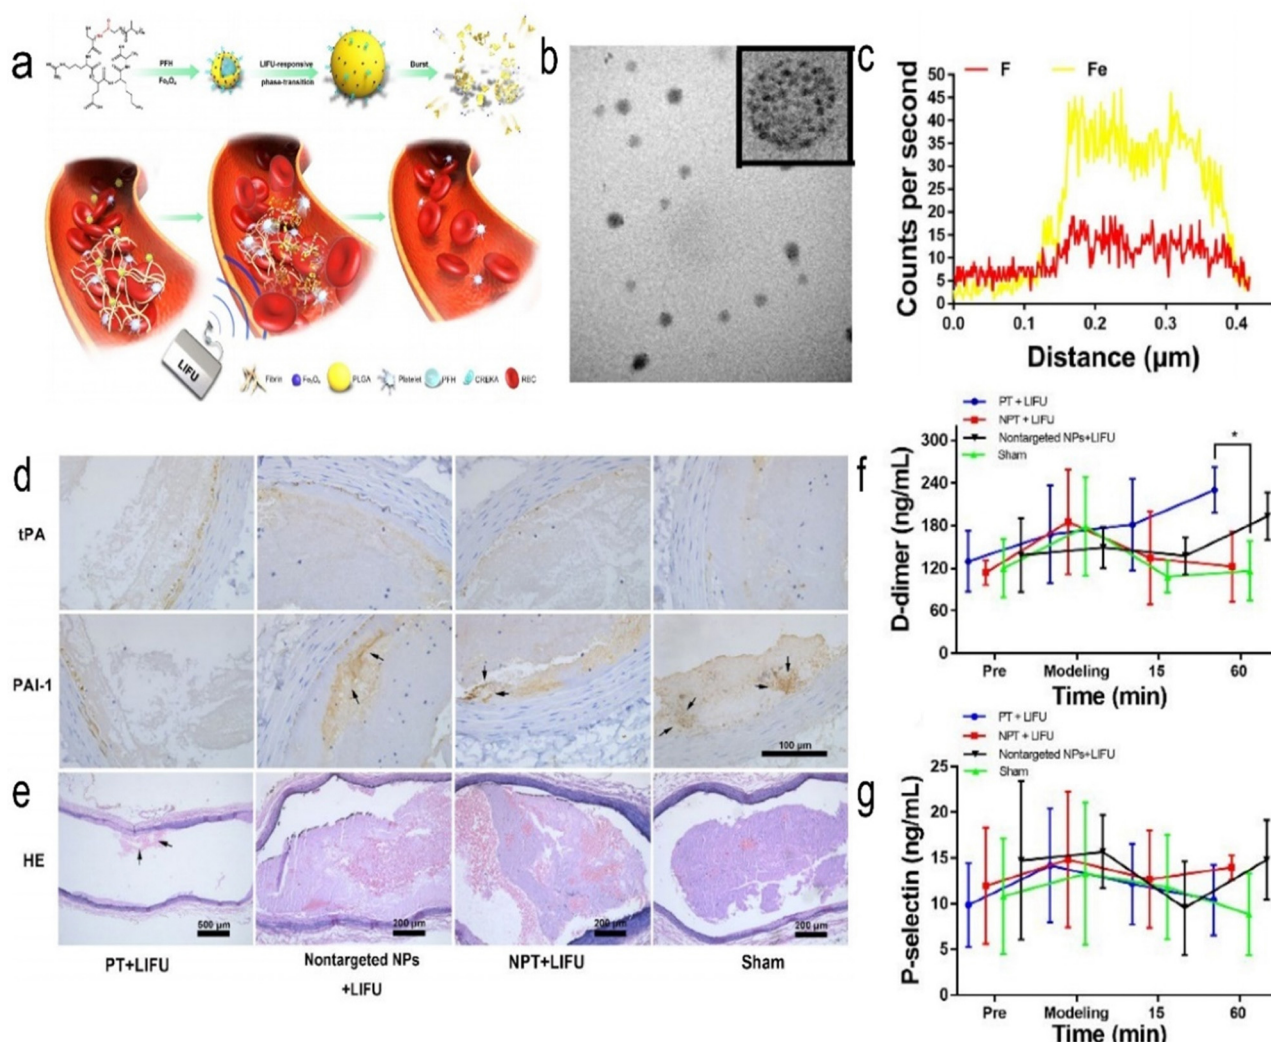 a
PFH
Fe₃O₄
LIFU-responsive
phase-transition
Burst
LIFU
Fibrin
Fe₃O₄
PLGA
Platelet
PFH
CREKA
RBC
b
c
F
Fe
Counts per second
50
45
40
35
30
25
20
15
10
5
0
0.0
0.1
0.2
0.3
0.4
Distance (µm)
d
tPA
PAI-1
100 µm
e
HE
500 µm
200 µm
200 µm
200 µm
PT+LIFU
Nontargeted NPs
+LIFU
NPT+LIFU
Sham
f
PT + LIFU
NPT + LIFU
Nontargeted NPs+LIFU
Sham
*
D-dimer (ng/mL)
300
240
180
120
60
0
Pre
Modeling
15
60
Time (min)
g
PT + LIFU
NPT + LIFU
Nontargeted NPs+LIFU
Sham
P-selectin (ng/mL)
25
20
15
10
5
0
Pre
Modeling
15
60
Time (min)